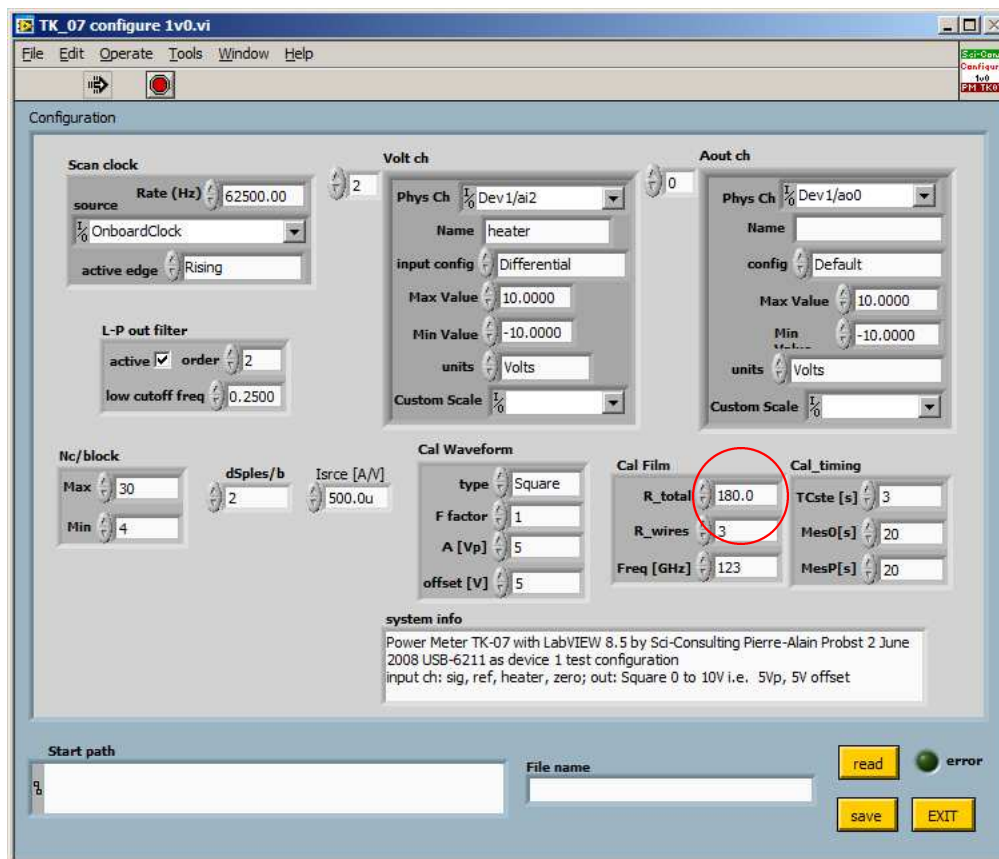 TK_07 configure 1v0.vi
File Edit Operate Tools Window Help
Configur
1v0
PM TK0
Configuration
Scan clock
Rate (Hz) 62500.00
source
OnboardClock
active edge Rising
L-P out filter
active order 2
low cutoff freq 0.2500
2
Volt ch
Phys Ch I/O Dev1/ai2
Name heater
input config Differential
Max Value 10.0000
Min Value -10.0000
units Volts
Custom Scale I/O
0
Aout ch
Phys Ch I/O Dev1/ao0
Name
config Default
Max Value 10.0000
Min -10.0000
units Volts
Custom Scale I/O
Nc/block
Max 30
Min 4
dSples/b
2
Isrce [A/V]
500.0u
Cal Waveform
type Square
F factor 1
A [Vp] 5
offset [V] 5
Cal Film
R_total 180.0
R_wires 3
Freq [GHz] 123
Cal_timing
TCste [s] 3
Mes0[s] 20
MesP[s] 20
system info
Power Meter TK-07 with LabVIEW 8.5 by Sci-Consulting Pierre-Alain Probst 2 June
2008 USB-6211 as device 1 test configuration
input ch: sig, ref, heater, zero; out: Square 0 to 10V i.e. 5Vp, 5V offset
Start path
File name
read error
save EXIT